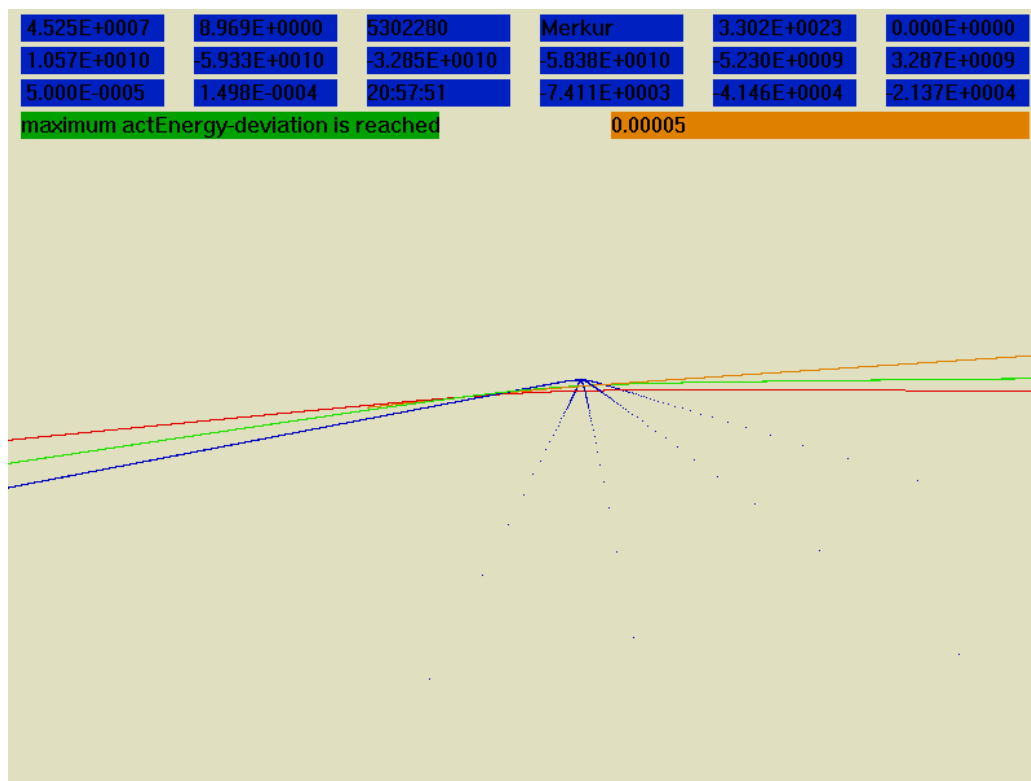 4.525E+0007 8.969E+0000 5302280 Merkur 3.302E+0023 0.000E+0000
1.057E+0010 -5.933E+0010 -3.285E+0010 -5.838E+0010 -5.230E+0009 3.287E+0009
5.000E-0005 1.498E-0004 20:57:51 -7.411E+0003 -4.146E+0004 -2.137E+0004
maximum actEnergy-deviation is reached 0.00005